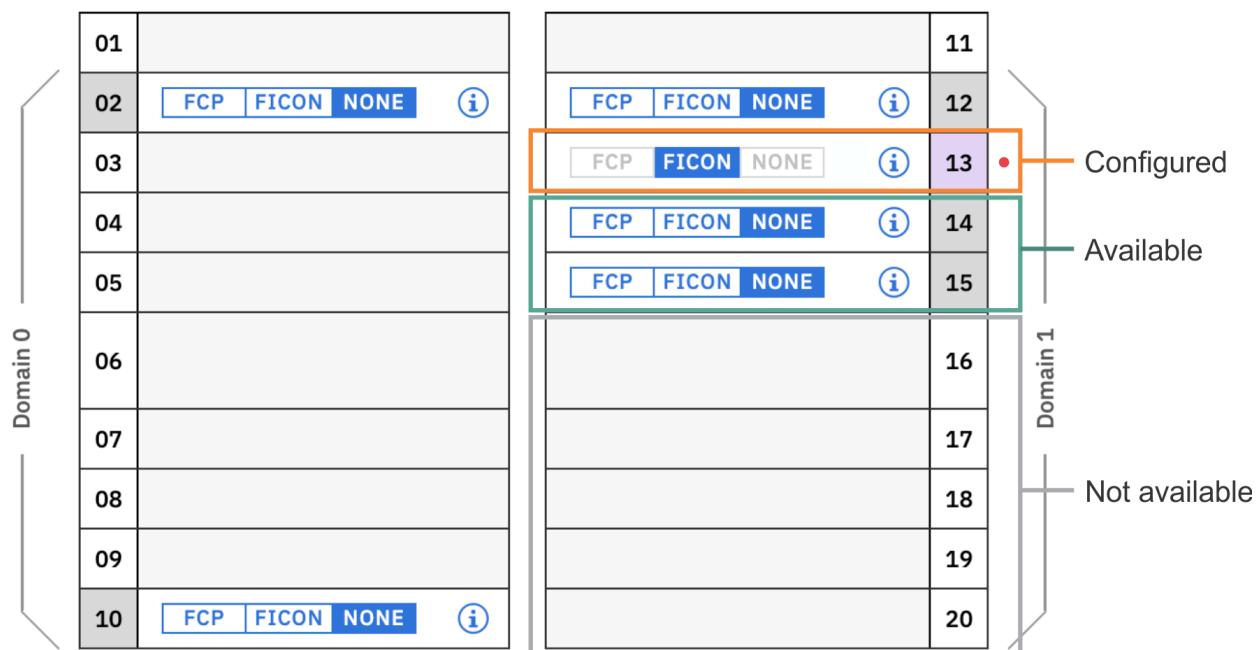 01
11
02 FCP FICON NONE i
FCP FICON NONE i 12
03
FCP FICON NONE i 13 Configured
04
FCP FICON NONE i 14
Available
05
FCP FICON NONE i 15
06
16
Domain 0
Domain 1
07
17
08
18
Not available
09
19
10 FCP FICON NONE i
20